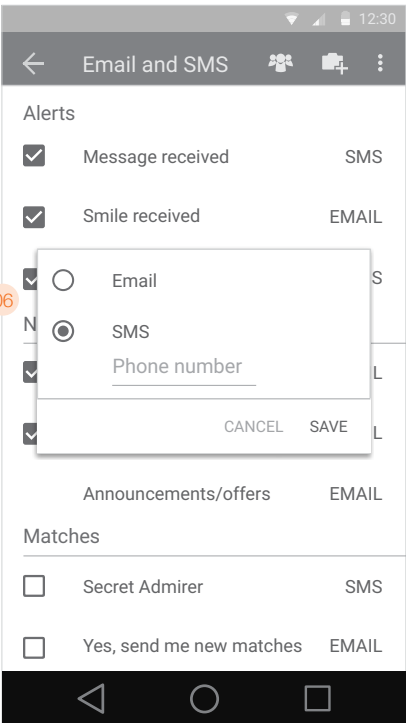 12:30
Email and SMS
Alerts
Message received SMS
Smile received EMAIL
S
Email
06
SMS
N
Phone number
L
CANCEL SAVE
L
Announcements/offers EMAIL
Matches
Secret Admirer SMS
Yes, send me new matches EMAIL